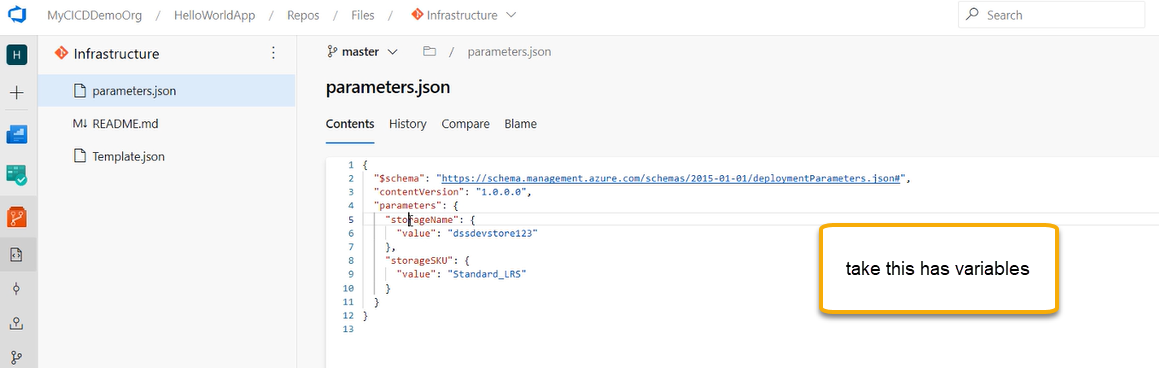 MyCICDDemoOrg / HelloWorldApp / Repos / Files / Infrastructure
Search
H
Infrastructure
parameters.json
M↓ README.md
Template.json
master / parameters.json
parameters.json
Contents History Compare Blame
1 {
2 "$schema": "https://schema.management.azure.com/schemas/2015-01-01/deploymentParameters.json#",
3 "contentVersion": "1.0.0.0",
4 "parameters": {
5 "storageName": {
6 "value": "dssdevstore123"
7 },
8 "storageSKU": {
9 "value": "Standard_LRS"
10 }
11 }
12 }
13
take this has variables